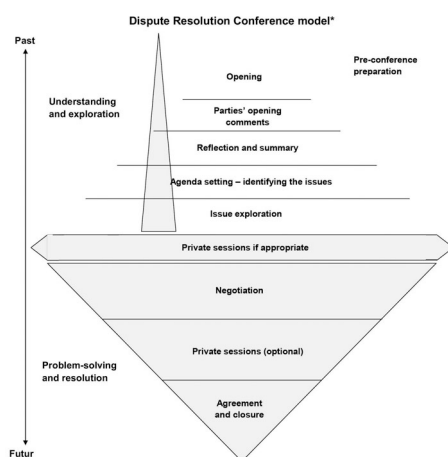 Dispute Resolution Conference model*
Past
Pre-conference
preparation
Opening
Understanding
and exploration
Parties' opening
comments
Reflection and summary
Agenda setting – identifying the issues
Issue exploration
Private sessions if appropriate
Negotiation
Private sessions (optional)
Problem-solving
and resolution
Agreement
and closure
Futur